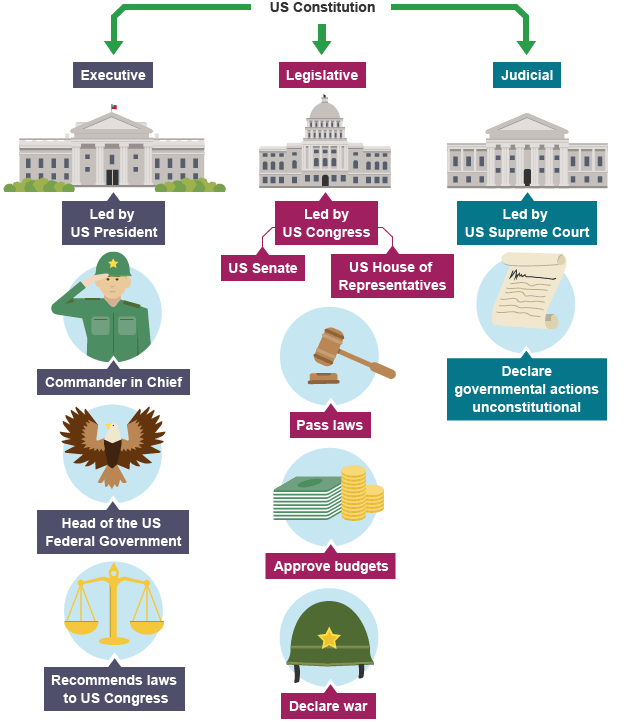 US Constitution
Executive
Legislative
Judicial
Led by
US President
Led by
US Congress
Led by
US Supreme Court
US Senate
US House of
Representatives
Commander in Chief
Pass laws
Declare
governmental actions
unconstitutional
Head of the US
Federal Government
Approve budgets
Recommends laws
to US Congress
Declare war